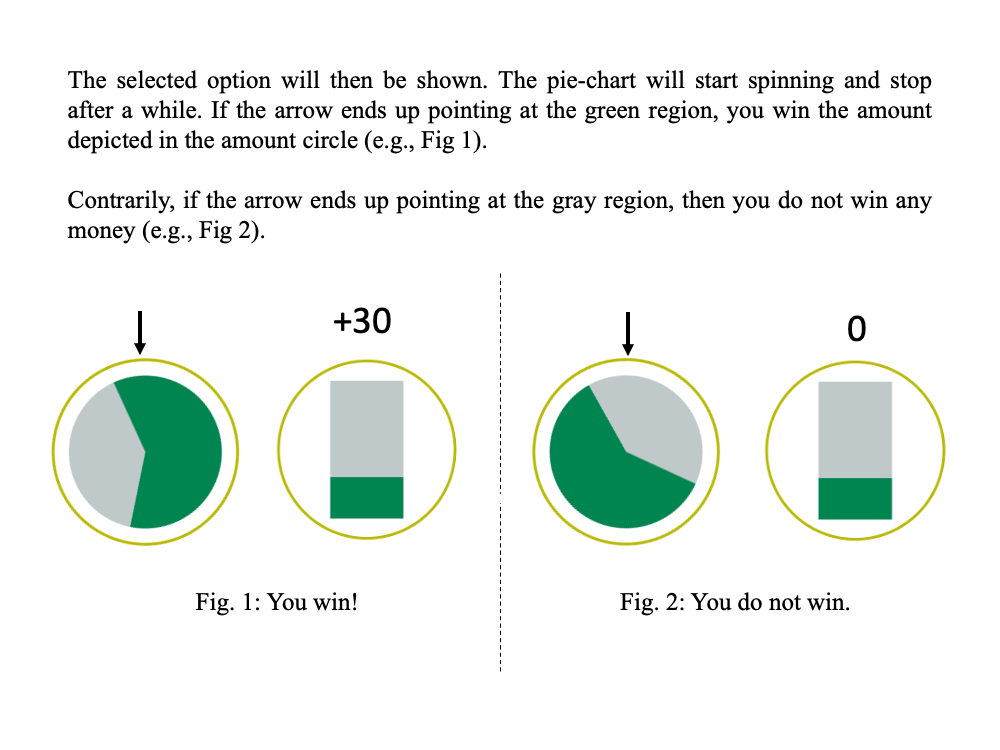 The selected option will then be shown. The pie-chart will start spinning and stop
after a while. If the arrow ends up pointing at the green region, you win the amount
depicted in the amount circle (e.g., Fig 1).
Contrarily, if the arrow ends up pointing at the gray region, then you do not win any
money (e.g., Fig 2).
+30
0
Fig. 1: You win!
Fig. 2: You do not win.